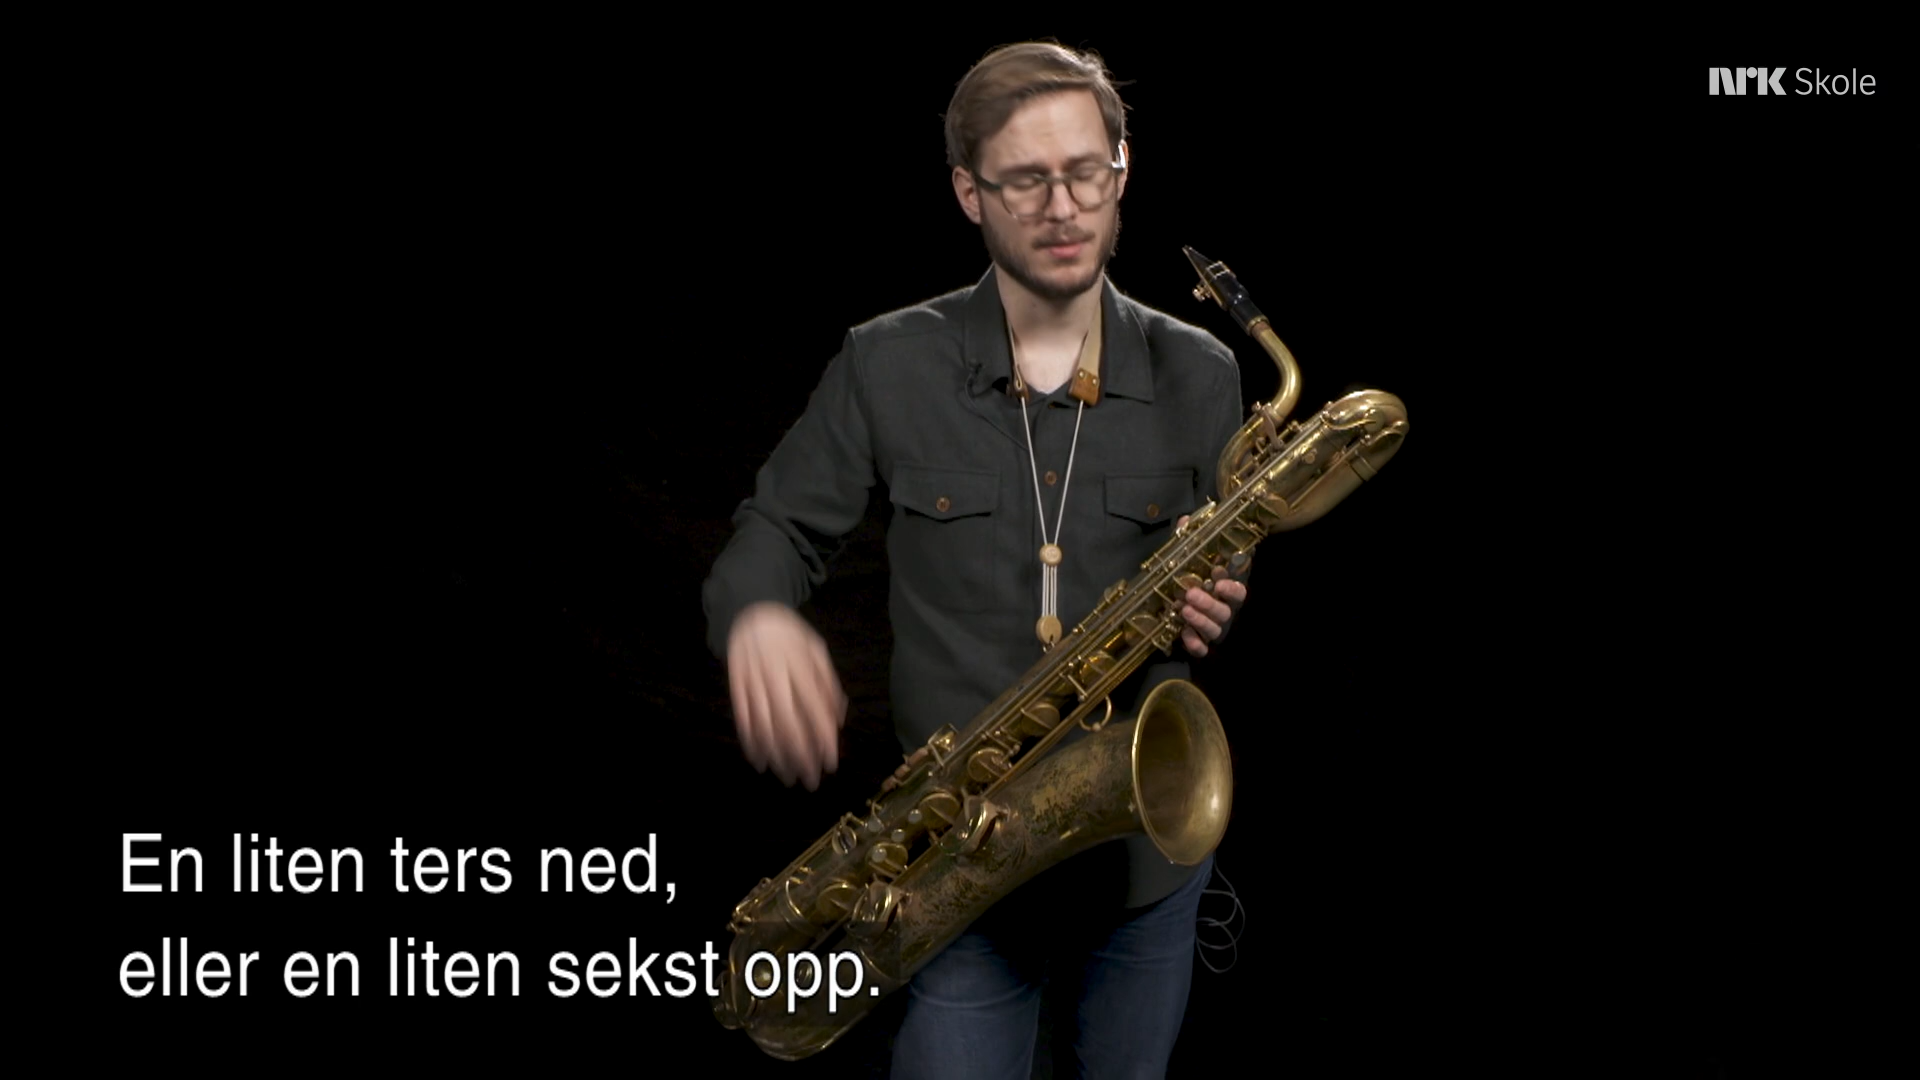 NRK Skole
En liten ters ned,
eller en liten sekst opp.